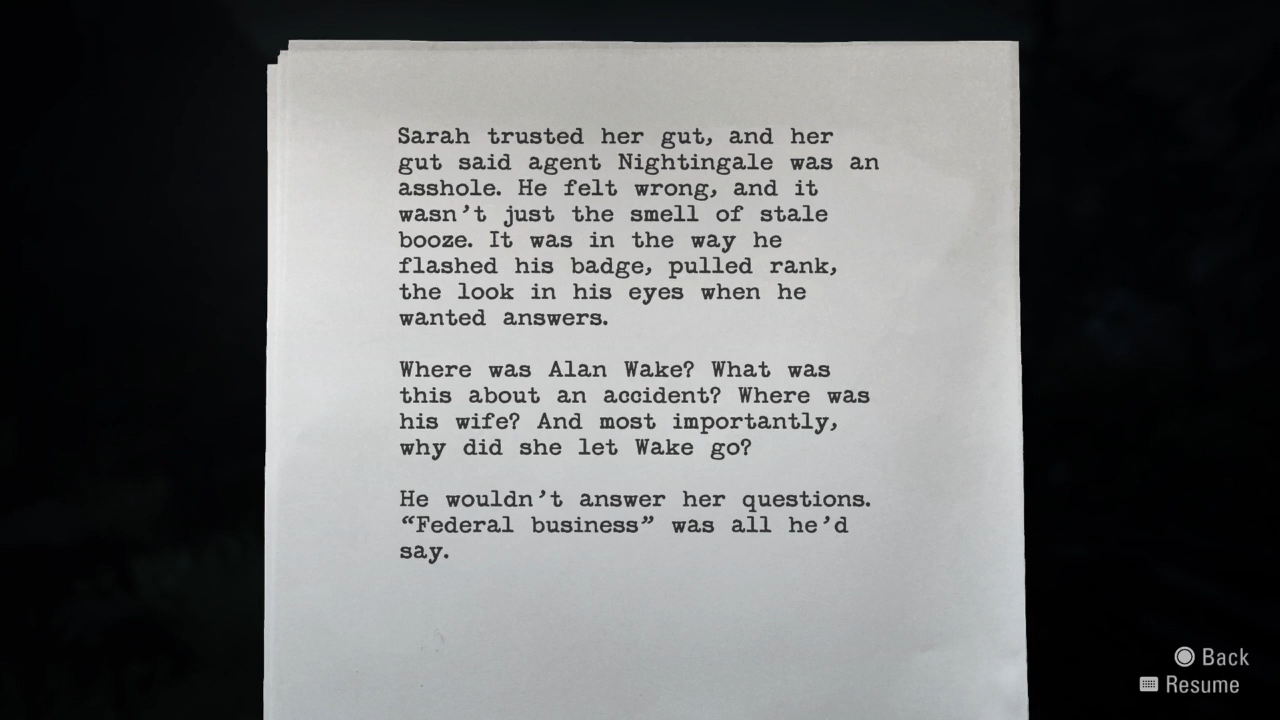 Sarah trusted her gut, and her
gut said agent Nightingale was an
asshole. He felt wrong, and it
wasn’t just the smell of stale
booze. It was in the way he
flashed his badge, pulled rank,
the look in his eyes when he
wanted answers.
Where was Alan Wake? What was
this about an accident? Where was
his wife? And most importantly,
why did she let Wake go?
He wouldn’t answer her questions.
“Federal business” was all he’d
say.
Back
Resume